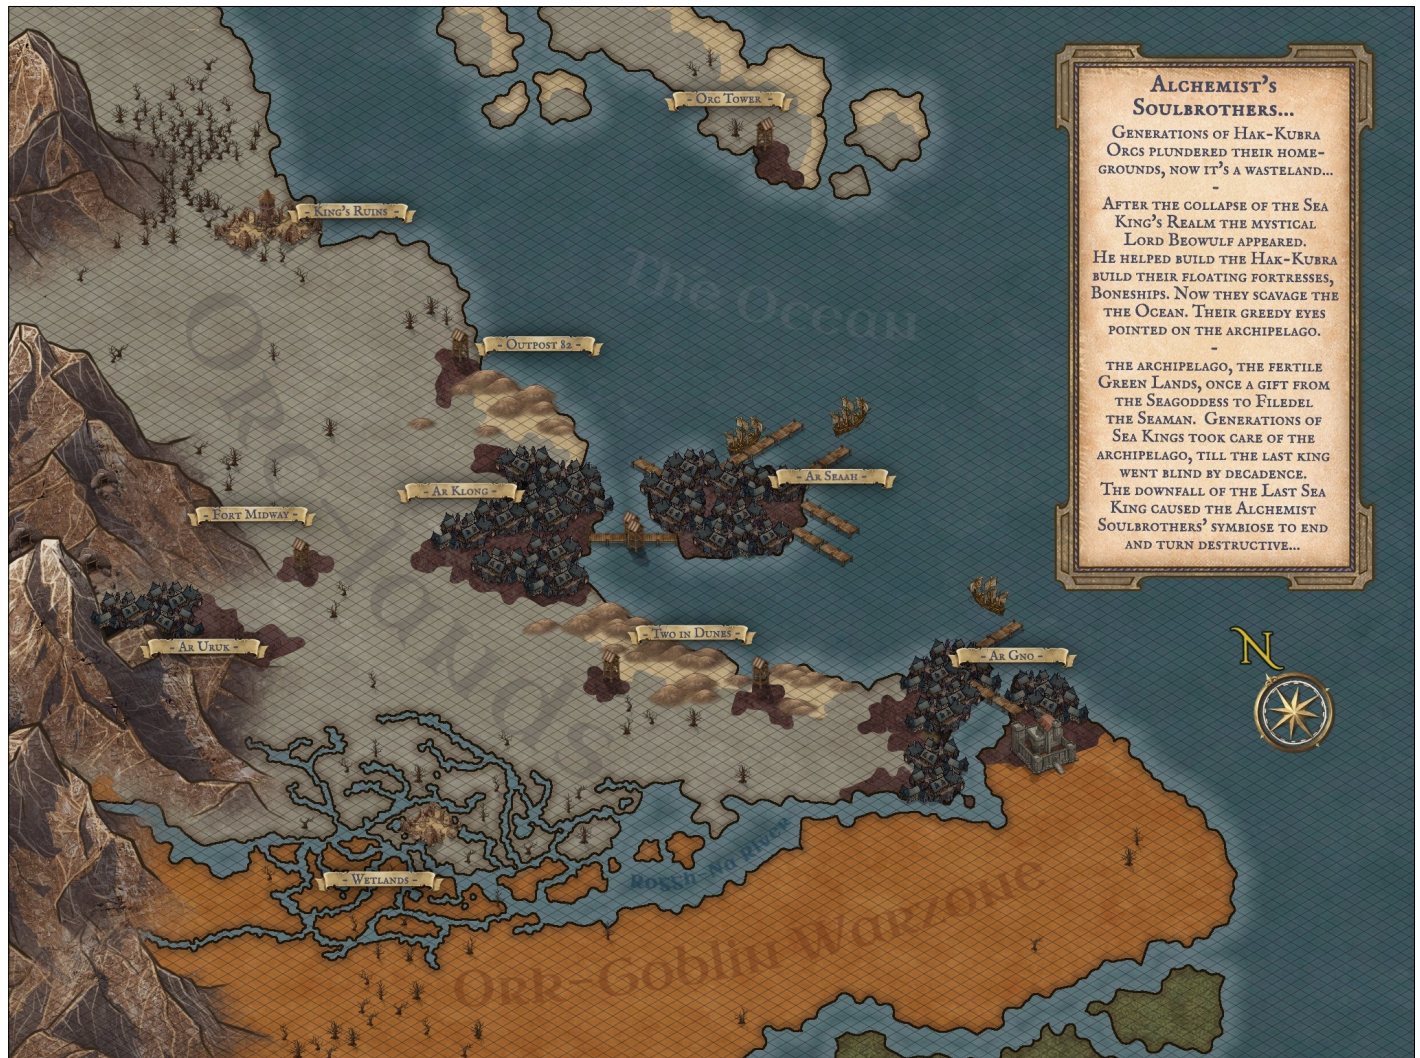 - Orc Tower -
Alchemist's
Soulbrothers...
Generations of Hak-Kubra
Orcs plundered their home-
grounds, now it's a wasteland...
-
After the collapse of the Sea
King's Realm the mystical
Lord Beowulf appeared.
He helped build the Hak-Kubra
build their floating fortresses,
Boneships. Now they scavage the
the Ocean. Their greedy eyes
pointed on the archipelago.
-
the archipelago, the fertile
Green Lands, once a gift from
the Seagoddess to Filedel
the Seaman. Generations of
Sea Kings took care of the
archipelago, till the last king
went blind by decadence.
The downfall of the Last Sea
King caused the Alchemist
Soulbrothers' symbiose to end
and turn destructive...
- King's Ruins -
The Ocean
- Outpost 82 -
- Ar Klong -
- Ar Seaah -
- Fort Midway -
- Two in Dunes -
- Ar Uruk -
- Ar Gno -
N
Rossh-Na River
- Wetlands -
Ork-Goblin Warzone